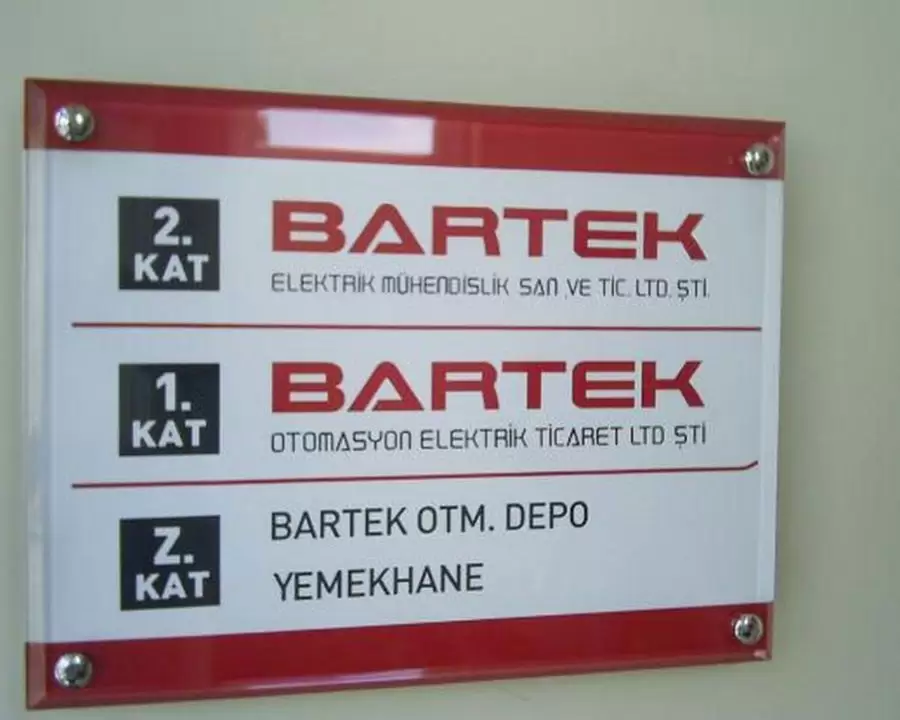 2. KAT
BARTEK
ELEKTRİK MÜHENDİSLİK SAN .VE TİC. LTD. ŞTİ.
1. KAT
BARTEK
OTOMASYON ELEKTRİK TİCARET LTD ŞTİ
Z. KAT
BARTEK OTM. DEPO
YEMEKHANE